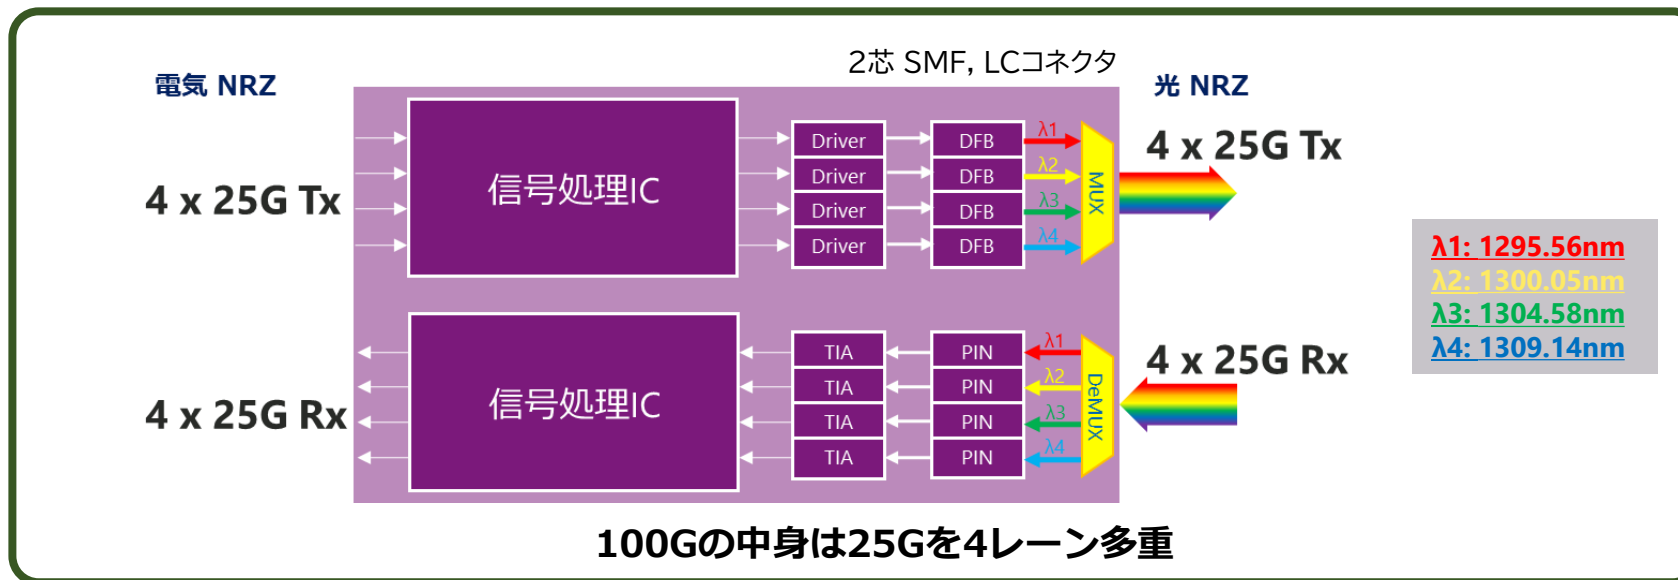 2芯 SMF, LCコネクタ
電気 NRZ
光 NRZ
4 x 25G Tx
信号処理IC
Driver
Driver
Driver
Driver
DFB
DFB
DFB
DFB
λ1
λ2
λ3
λ4
MUX
4 x 25G Tx
4 x 25G Rx
信号処理IC
TIA
TIA
TIA
TIA
PIN
PIN
PIN
PIN
λ1
λ2
λ3
λ4
DeMUX
4 x 25G Rx
λ1: 1295.56nm
λ2: 1300.05nm
λ3: 1304.58nm
λ4: 1309.14nm
100Gの中身は25Gを4レーン多重